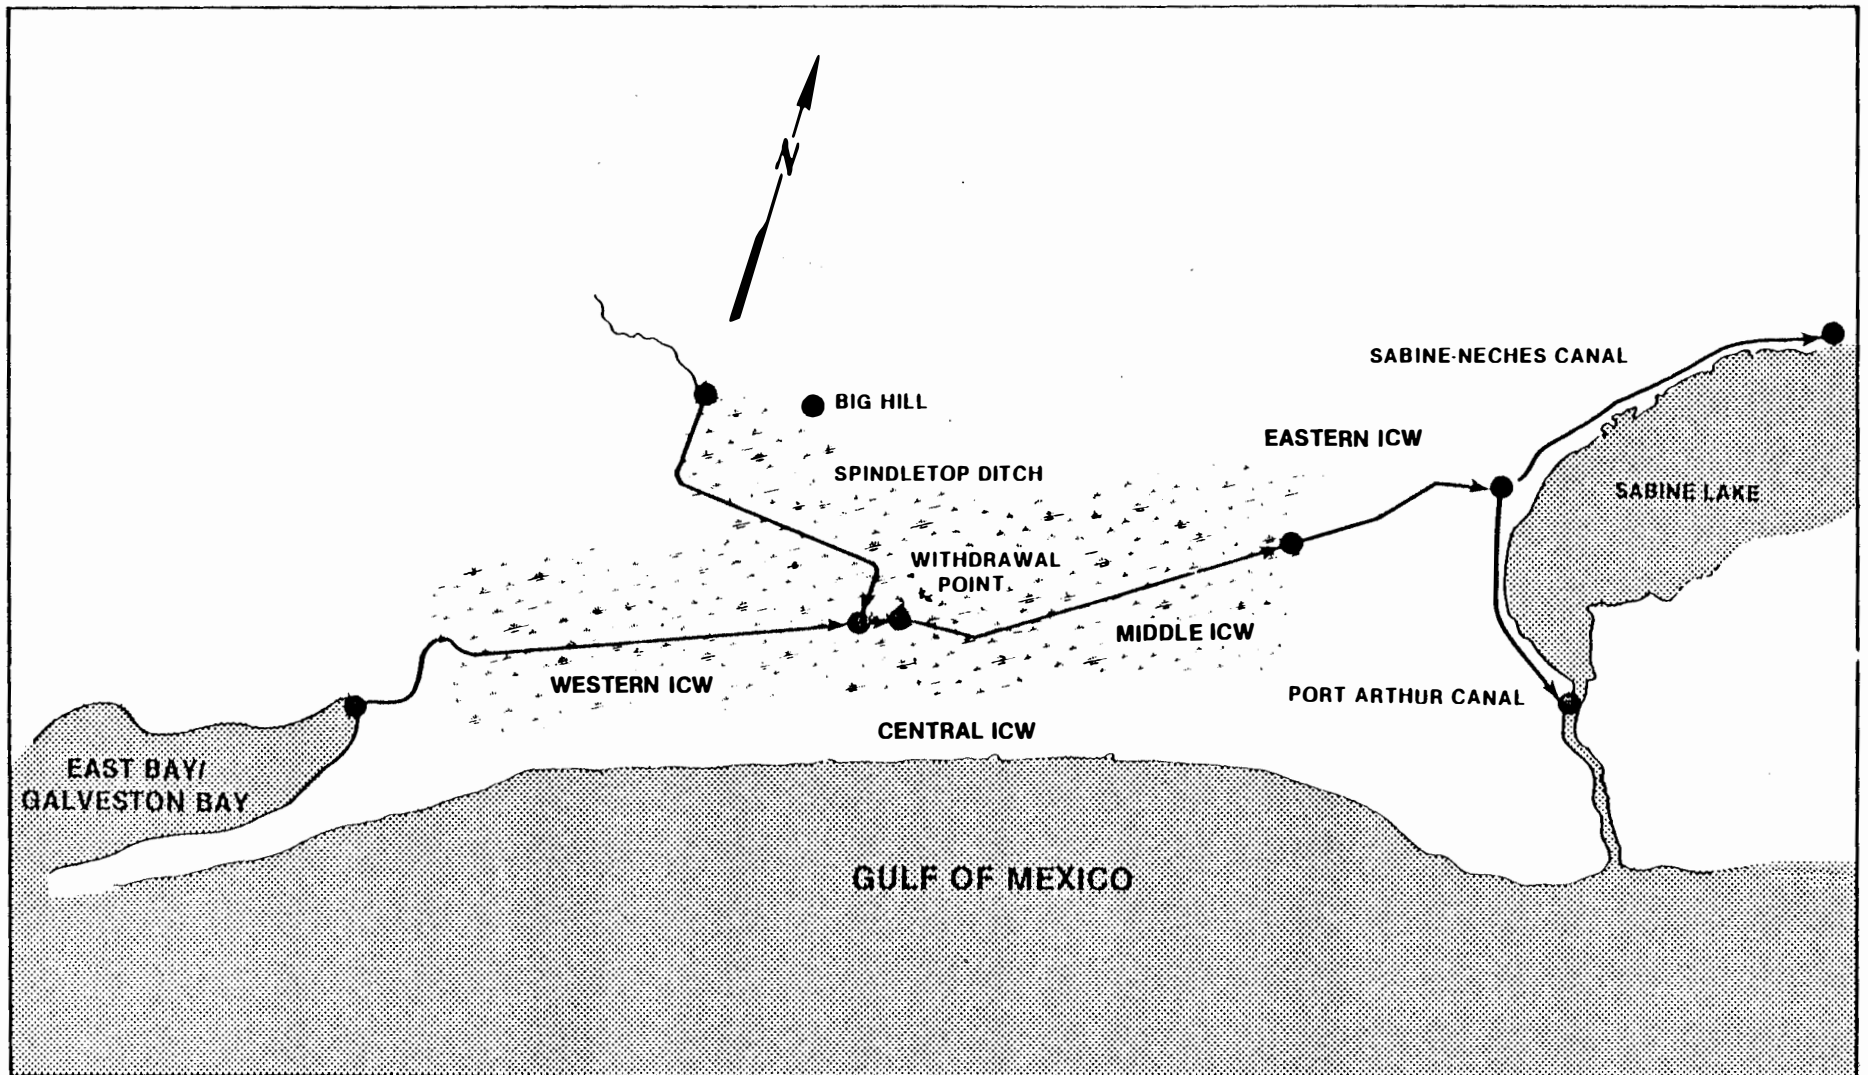 N
SABINE-NECHES CANAL
BIG HILL
EASTERN ICW
SPINDLETOP DITCH
SABINE LAKE
WITHDRAWAL
POINT
MIDDLE ICW
WESTERN ICW
PORT ARTHUR CANAL
CENTRAL ICW
EAST BAY/
GALVESTON BAY
GULF OF MEXICO